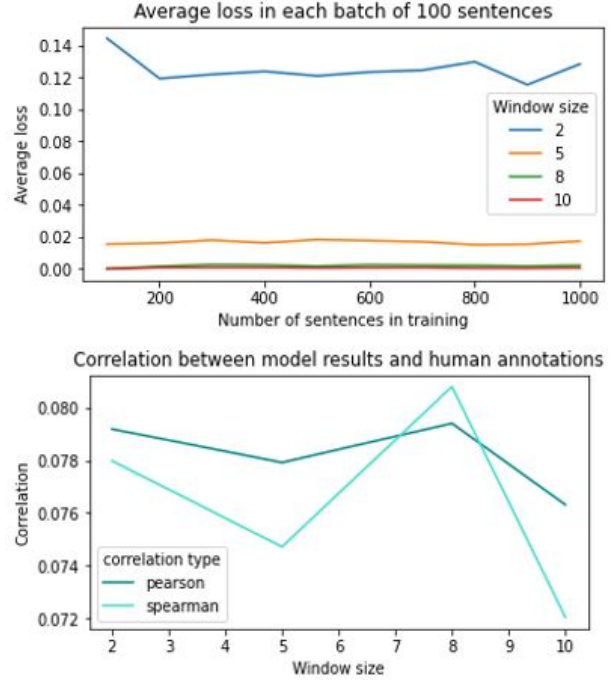 Average loss in each batch of 100 sentences
0.14
0.12
0.10
0.08
0.06
0.04
0.02
0.00
Average loss
Window size
2
5
8
10
200 400 600 800 1000
Number of sentences in training
Correlation between model results and human annotations
0.080
0.078
0.076
0.074
0.072
Correlation
correlation type
pearson
spearman
2 3 4 5 6 7 8 9 10
Window size